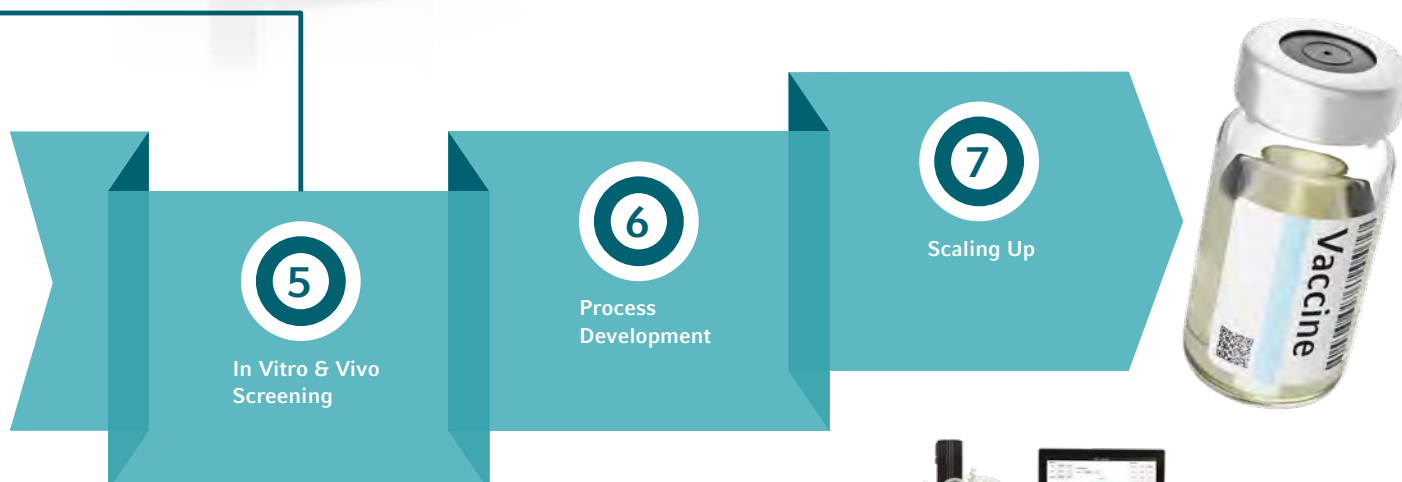 5
In Vitro & Vivo
Screening
6
Process
Development
7
Scaling Up
Vaccine